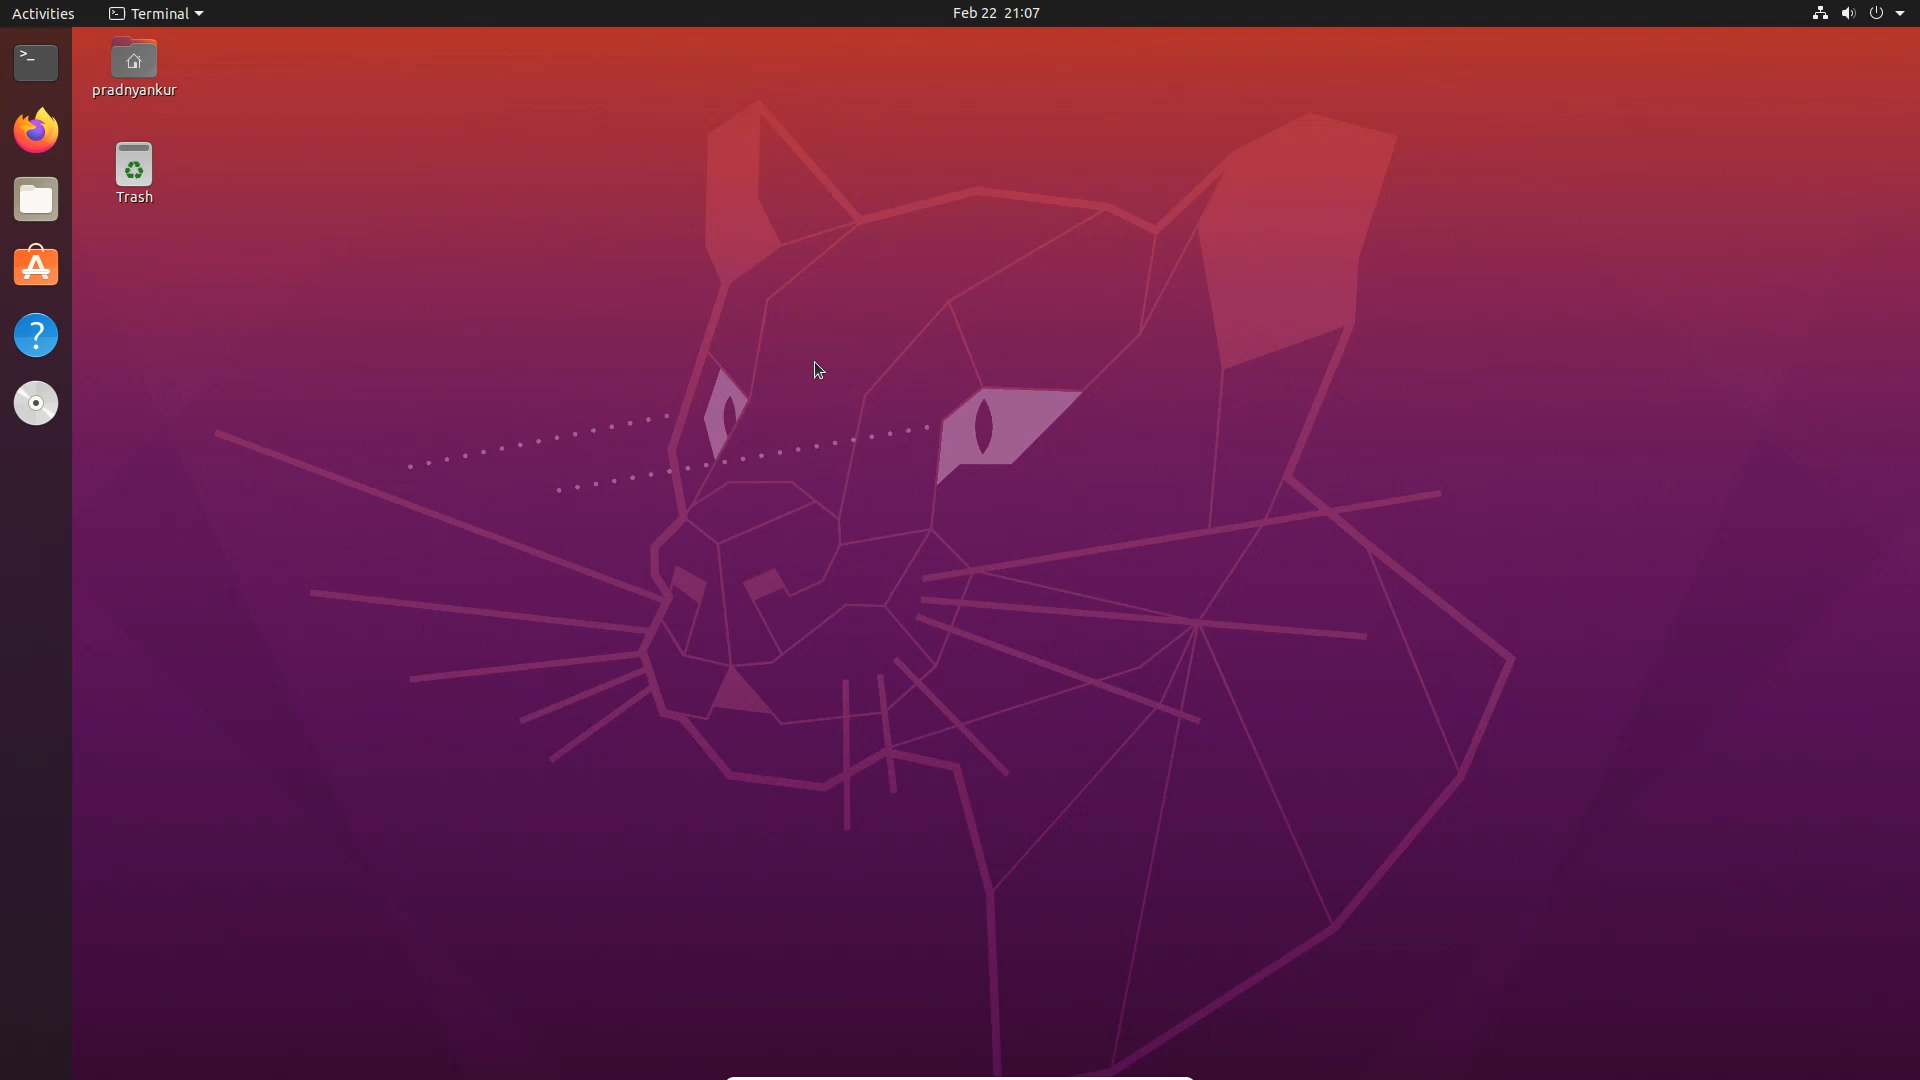 Activities
Terminal
Feb 22 21:07
pradnyankur
Trash